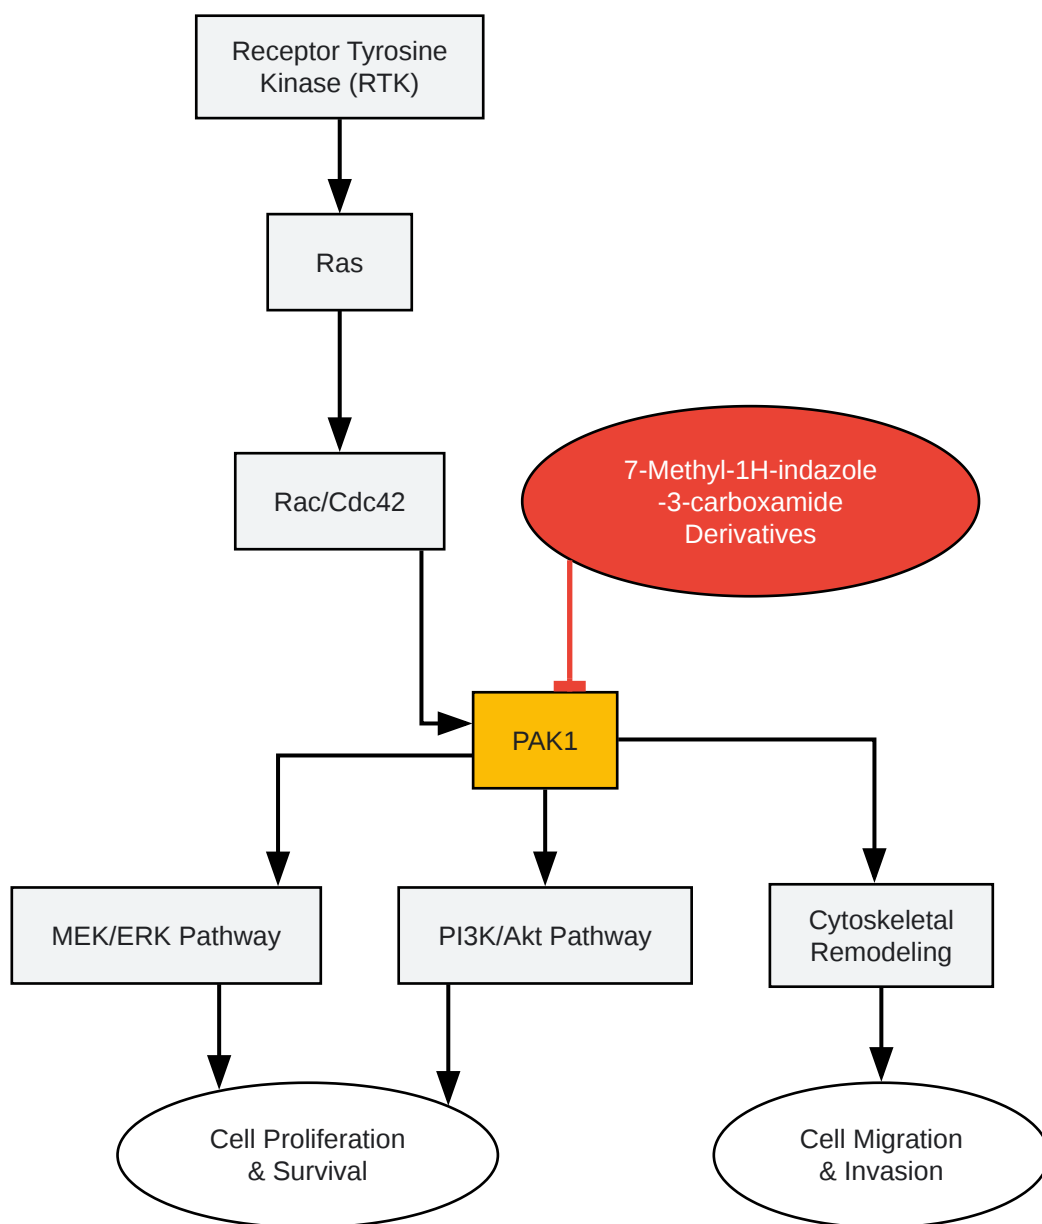 Receptor Tyrosine
Kinase (RTK)
Ras
Rac/Cdc42
7-Methyl-1H-indazole
-3-carboxamide
Derivatives
PAK1
MEK/ERK Pathway
PI3K/Akt Pathway
Cytoskeletal
Remodeling
Cell Proliferation
& Survival
Cell Migration
& Invasion